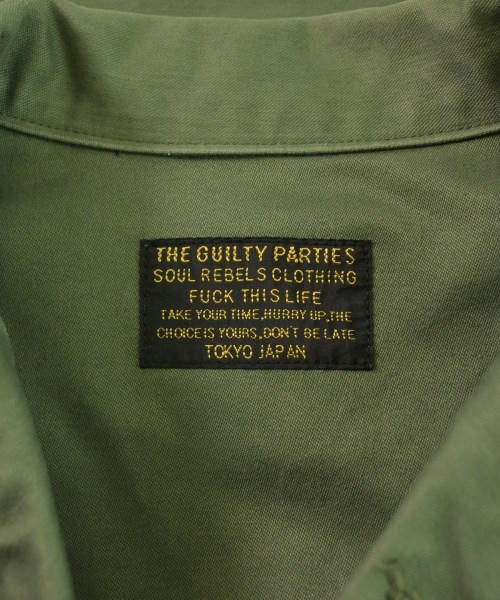 THE GUILTY PARTIES
SOUL REBELS CLOTHING
FUCK THIS LIFE
TAKE YOUR TIME,HURRY UP,THE
CHOICE IS YOURS,DON'T BE LATE
TOKYO JAPAN